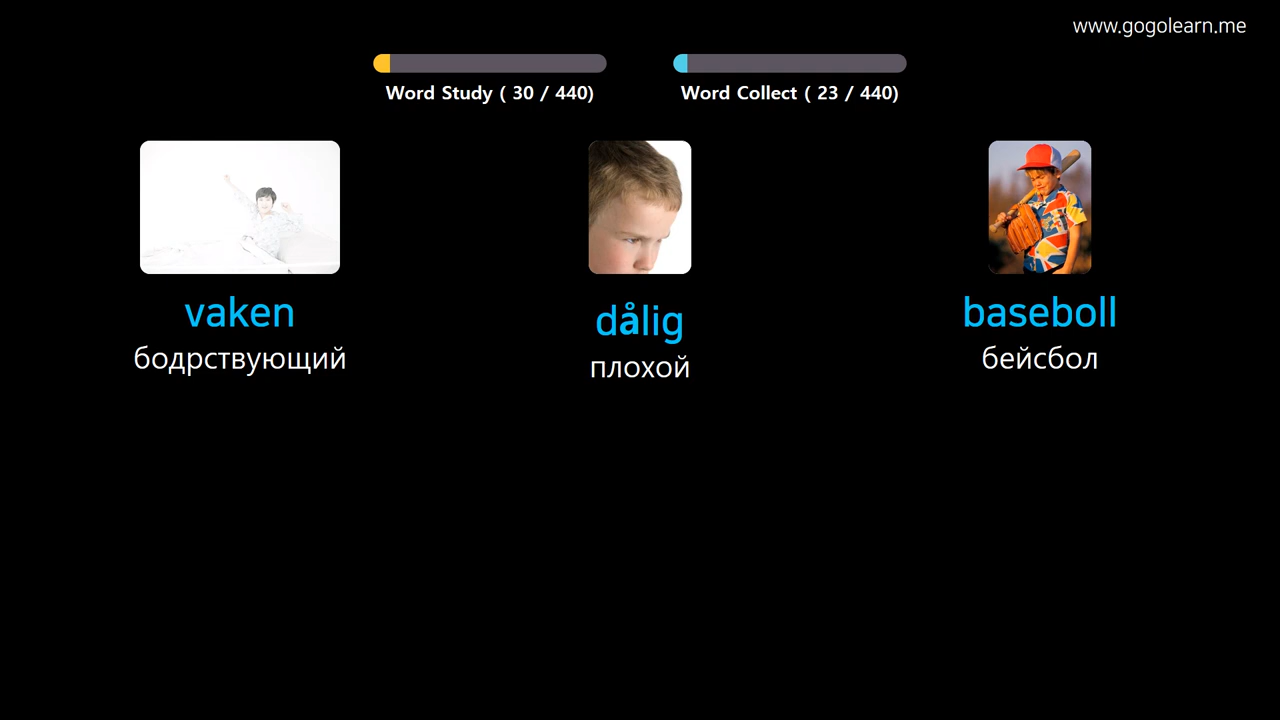 www.gogolearn.me
Word Study ( 30 / 440)
Word Collect ( 23 / 440)
vaken
dålig
baseboll
бодрствующий
плохой
бейсбол